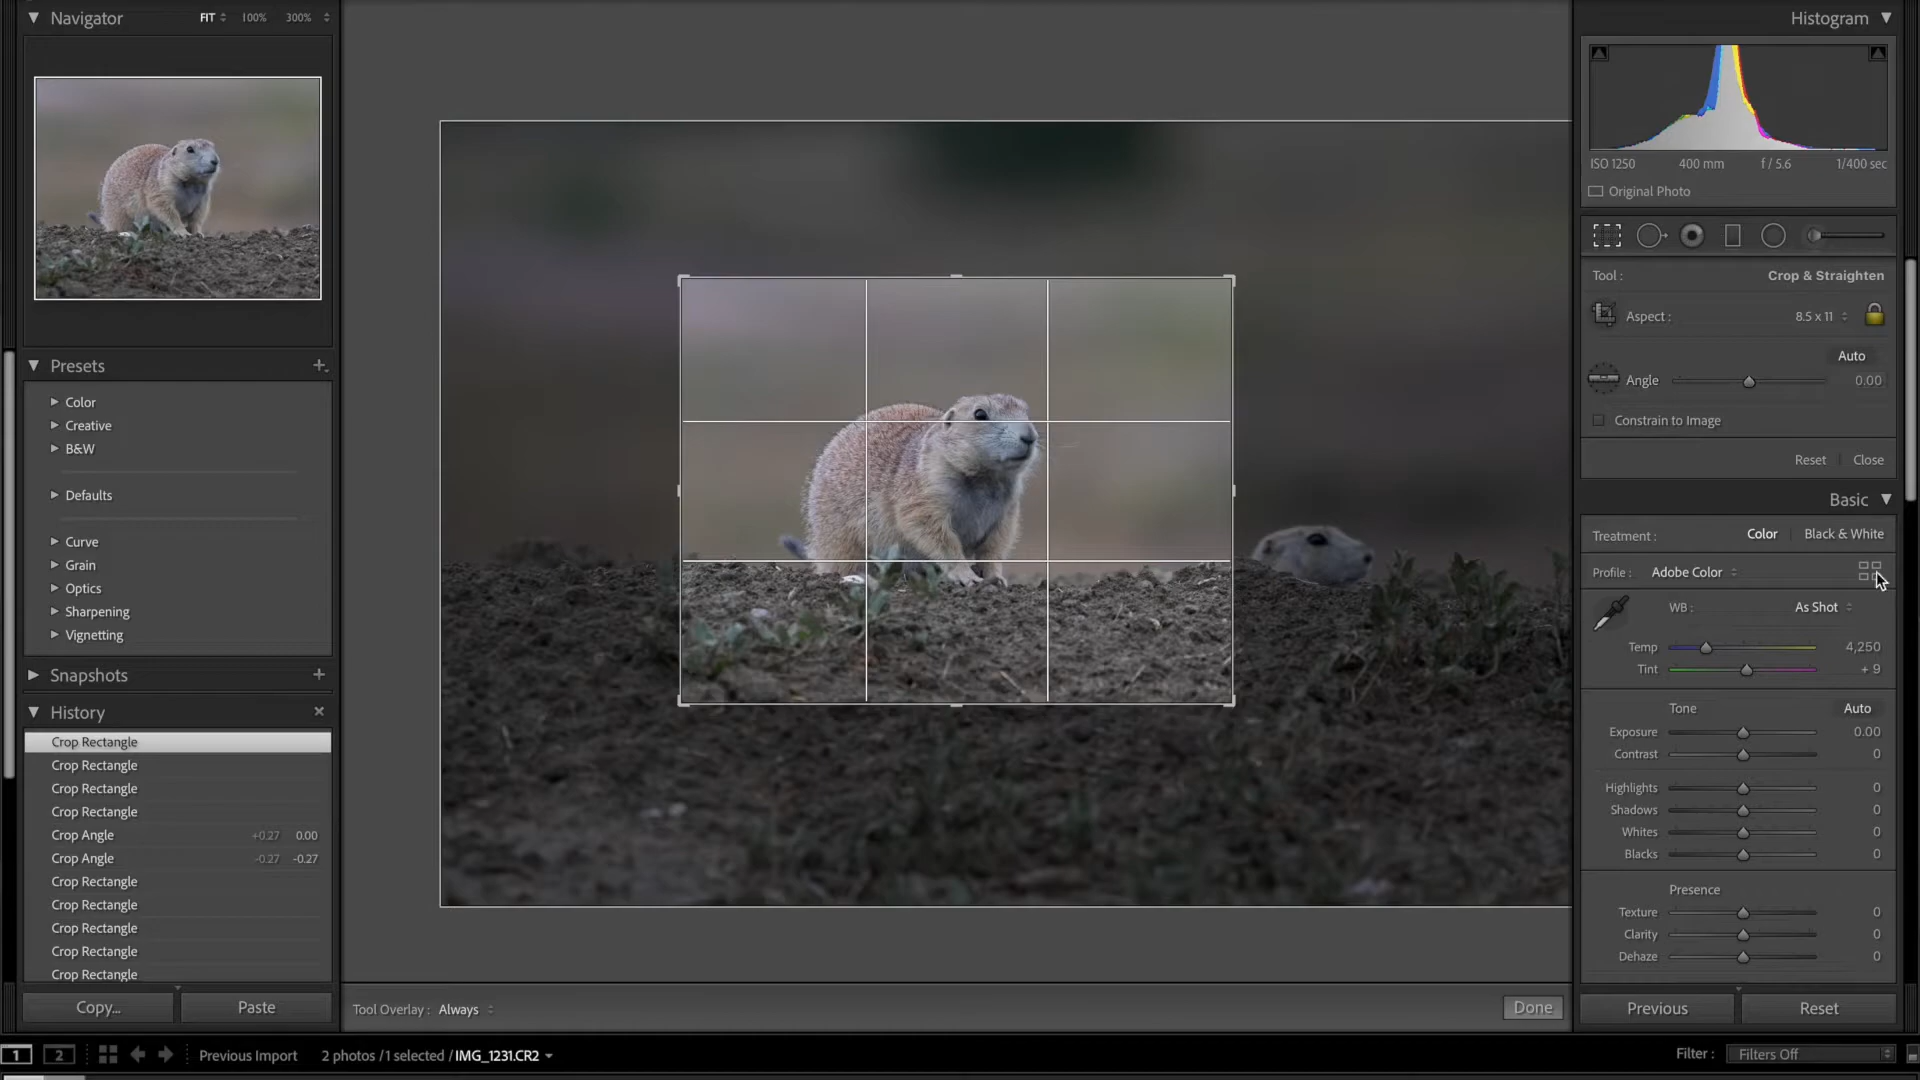 Navigator FIT 100% 300%
Presets
Color
Creative
B&W
Defaults
Curve
Grain
Optics
Sharpening
Vignetting
Snapshots
History
Crop Rectangle
Crop Rectangle
Crop Rectangle
Crop Rectangle
Crop Angle +0.27 0.00
Crop Angle -0.27 -0.27
Crop Rectangle
Crop Rectangle
Crop Rectangle
Crop Rectangle
Crop Rectangle
Copy... Paste
Tool Overlay : Always
Done
Histogram
ISO 1250 400 mm f / 5.6 1/400 sec
Original Photo
Tool : Crop & Straighten
Aspect : 8.5 x 11
Auto
Angle 0.00
Constrain to Image
Reset Close
Basic
Treatment : Color Black & White
Profile : Adobe Color
WB : As Shot
Temp 4,250
Tint + 9
Tone Auto
Exposure 0.00
Contrast 0
Highlights 0
Shadows 0
Whites 0
Blacks 0
Presence
Texture 0
Clarity 0
Dehaze 0
Previous Reset
1 2 Previous Import 2 photos /1 selected /IMG_1231.CR2
Filter : Filters Off